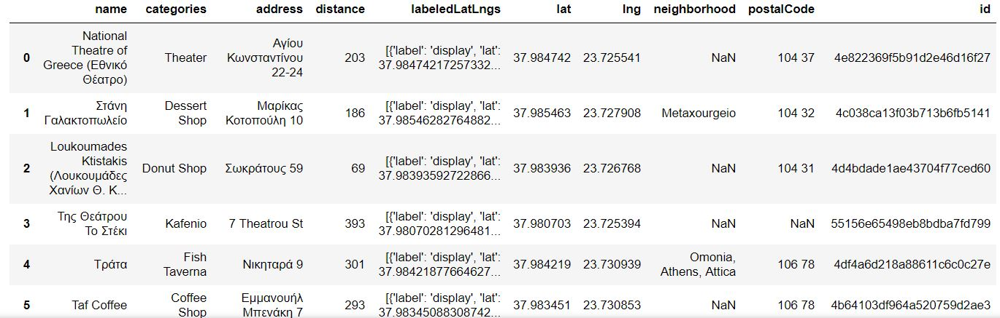 name categories address distance labeledLatLngs lat lng neighborhood postalCode id
0 National Theatre of Greece (Εθνικό Θέατρο) Theater Αγίου Κωνσταντίνου 22-24 203 [{'label': 'display', 'lat': 37.98474217257332... 37.984742 23.725541 NaN 104 37 4e822369f5b91d2e46d16f27
1 Στάνη Γαλακτοπωλείο Dessert Shop Μαρίκας Κοτοπούλη 10 186 [{'label': 'display', 'lat': 37.98546282764882... 37.985463 23.727908 Metaxourgeio 104 32 4c038ca13f03b713b6fb5141
2 Loukoumades Ktistakis (Λουκουμάδες Χανίων Θ. Κ... Donut Shop Σωκράτους 59 69 [{'label': 'display', 'lat': 37.98393592722866... 37.983936 23.726768 NaN 104 31 4d4bdade1ae43704f77ced60
3 Της Θεάτρου Το Στέκι Kafenio 7 Theatrou St 393 [{'label': 'display', 'lat': 37.98070281296481... 37.980703 23.725394 NaN NaN 55156e65498eb8bdba7fd799
4 Τράτα Fish Taverna Νικηταρά 9 301 [{'label': 'display', 'lat': 37.98421877664627... 37.984219 23.730939 Omonia, Athens, Attica 106 78 4df4a6d218a88611c6c0c27e
5 Taf Coffee Coffee Shop Εμμανουήλ Μπενάκη 7 293 [{'label': 'display', 'lat': 37.98345088308742... 37.983451 23.730853 NaN 106 78 4b64103df964a520759d2ae3